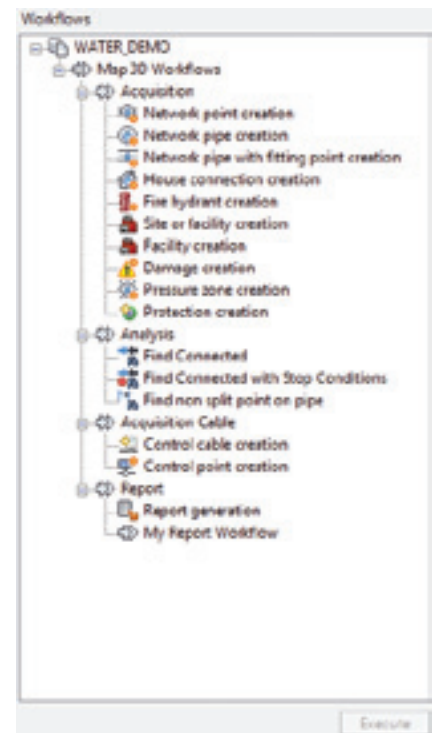 Workflows
WATER_DEMO
Map 3D Workflows
Acquisition
Network point creation
Network pipe creation
Network pipe with fitting point creation
House connection creation
Fire hydrant creation
Site or facility creation
Facility creation
Damage creation
Pressure zone creation
Protection creation
Analysis
Find Connected
Find Connected with Stop Conditions
Find non split point on pipe
Acquisition Cable
Control cable creation
Control point creation
Report
Report generation
My Report Workflow
Execute